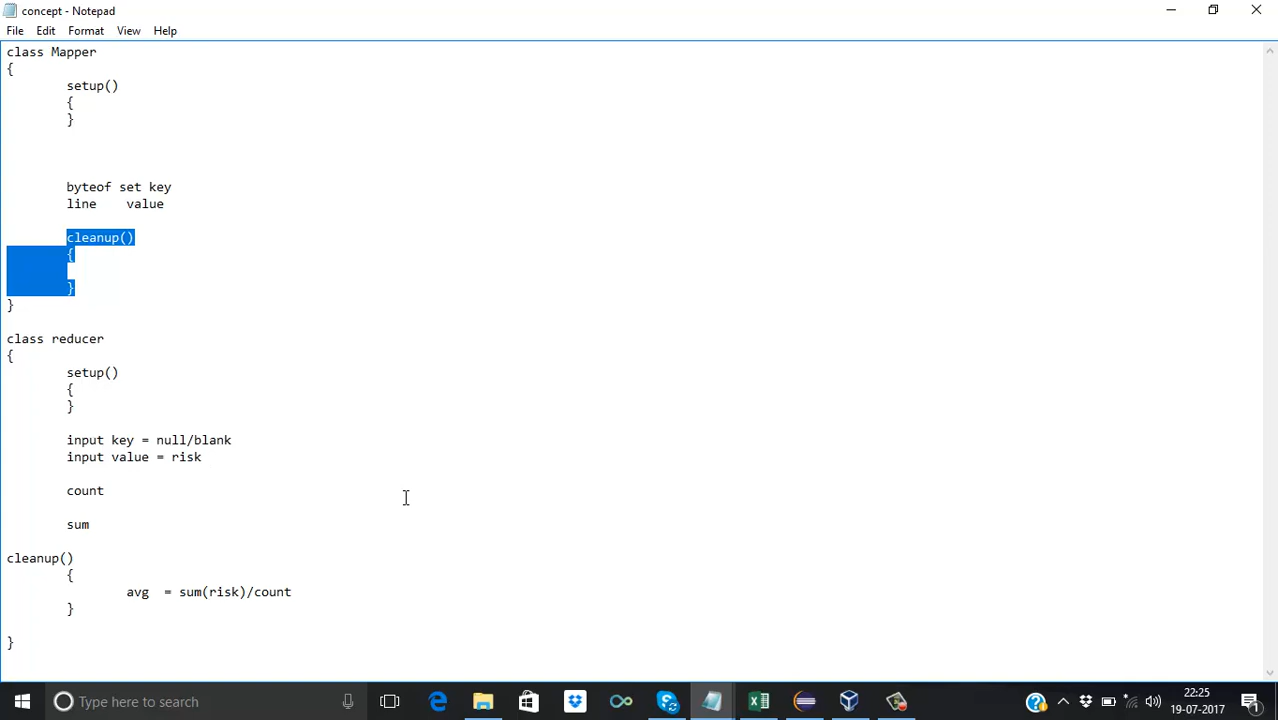 concept - Notepad
File Edit Format View Help
class Mapper
{
setup()
{
}
byteof set key
line value
cleanup()
{
}
}
class reducer
{
setup()
{
}
input key = null/blank
input value = risk
count
sum
cleanup()
{
avg = sum(risk)/count
}
}
Type here to search
22:25
19-07-2017
1